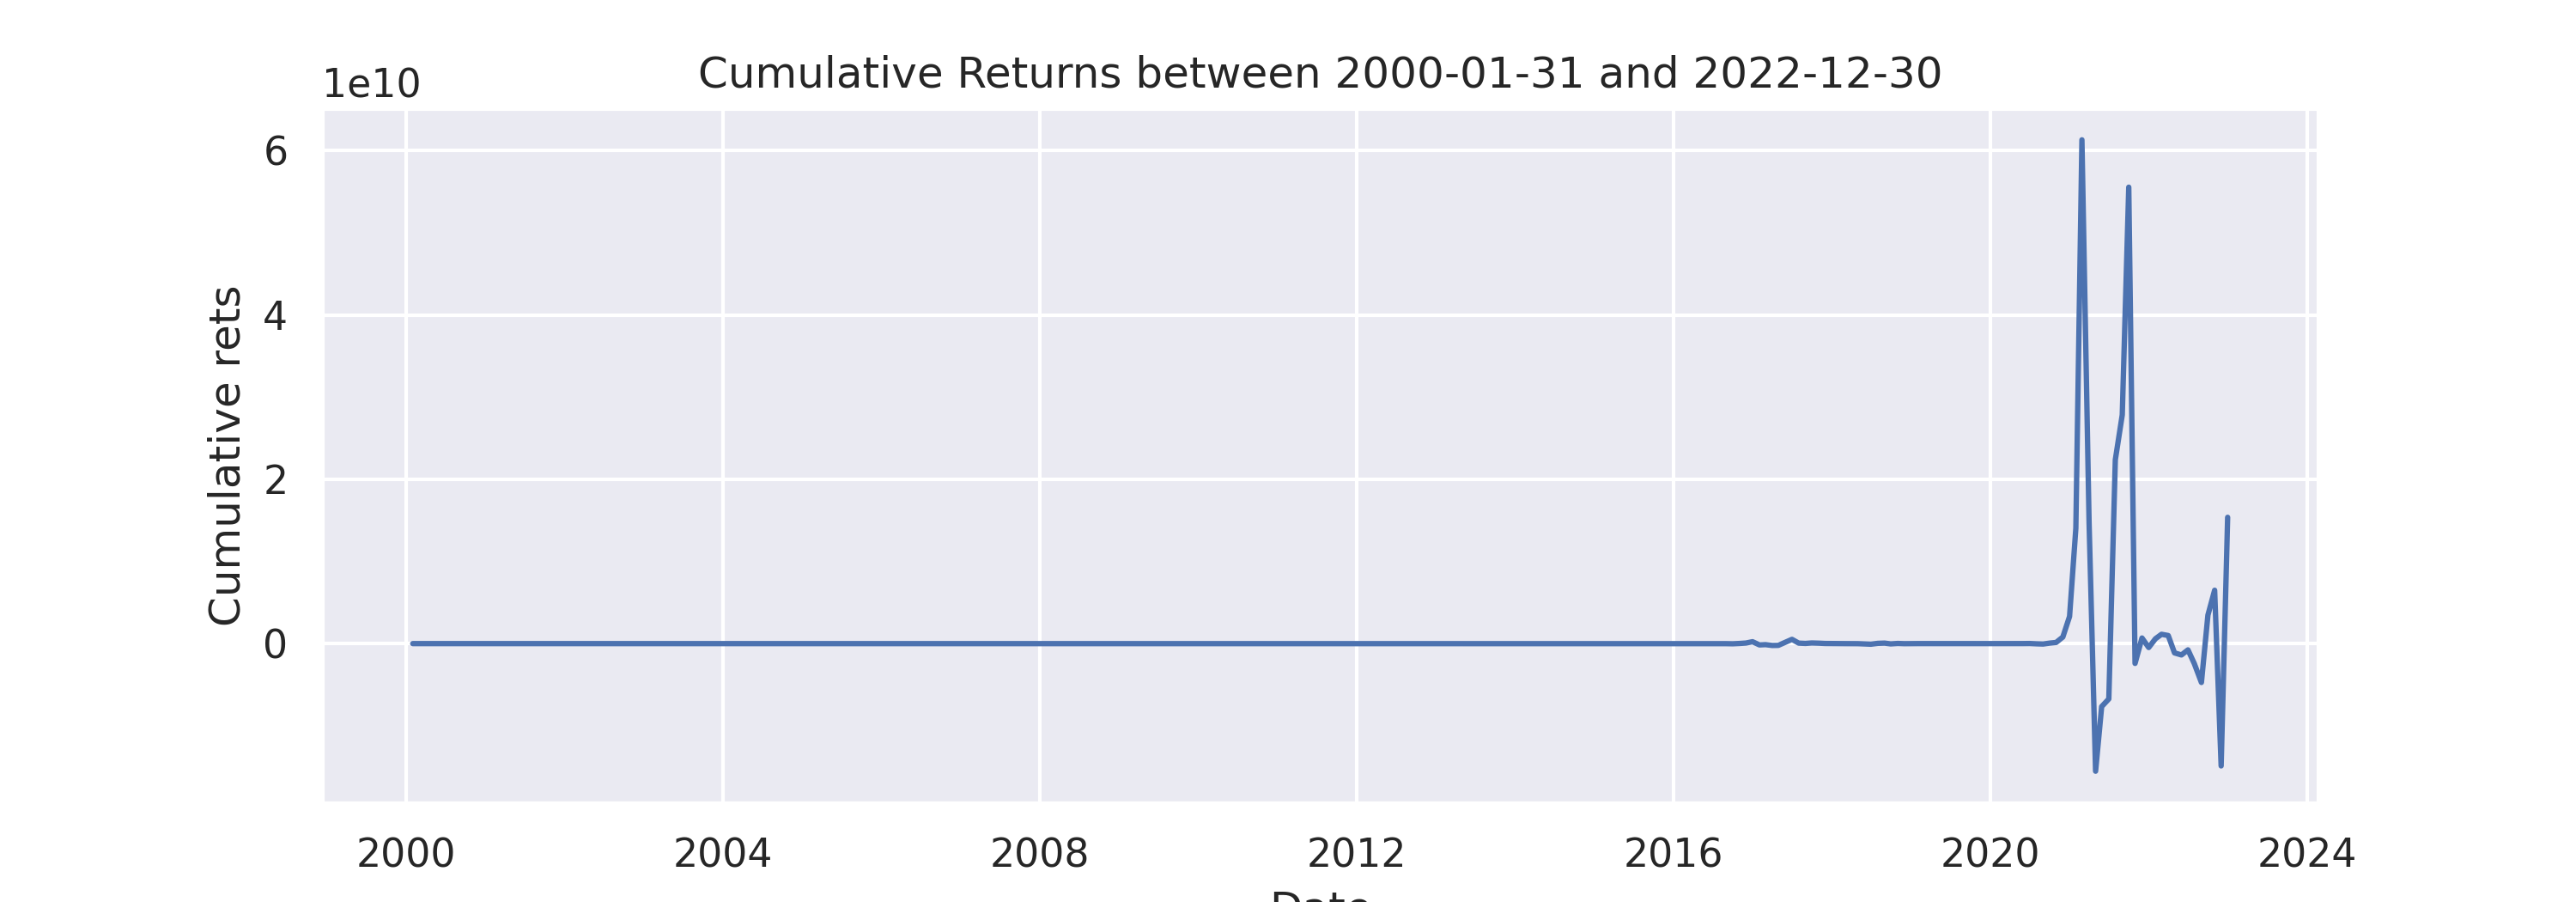 Cumulative Returns between 2000-01-31 and 2022-12-30
1e10
6
4
2
0
Cumulative rets
2000 2004 2008 2012 2016 2020 2024
Date